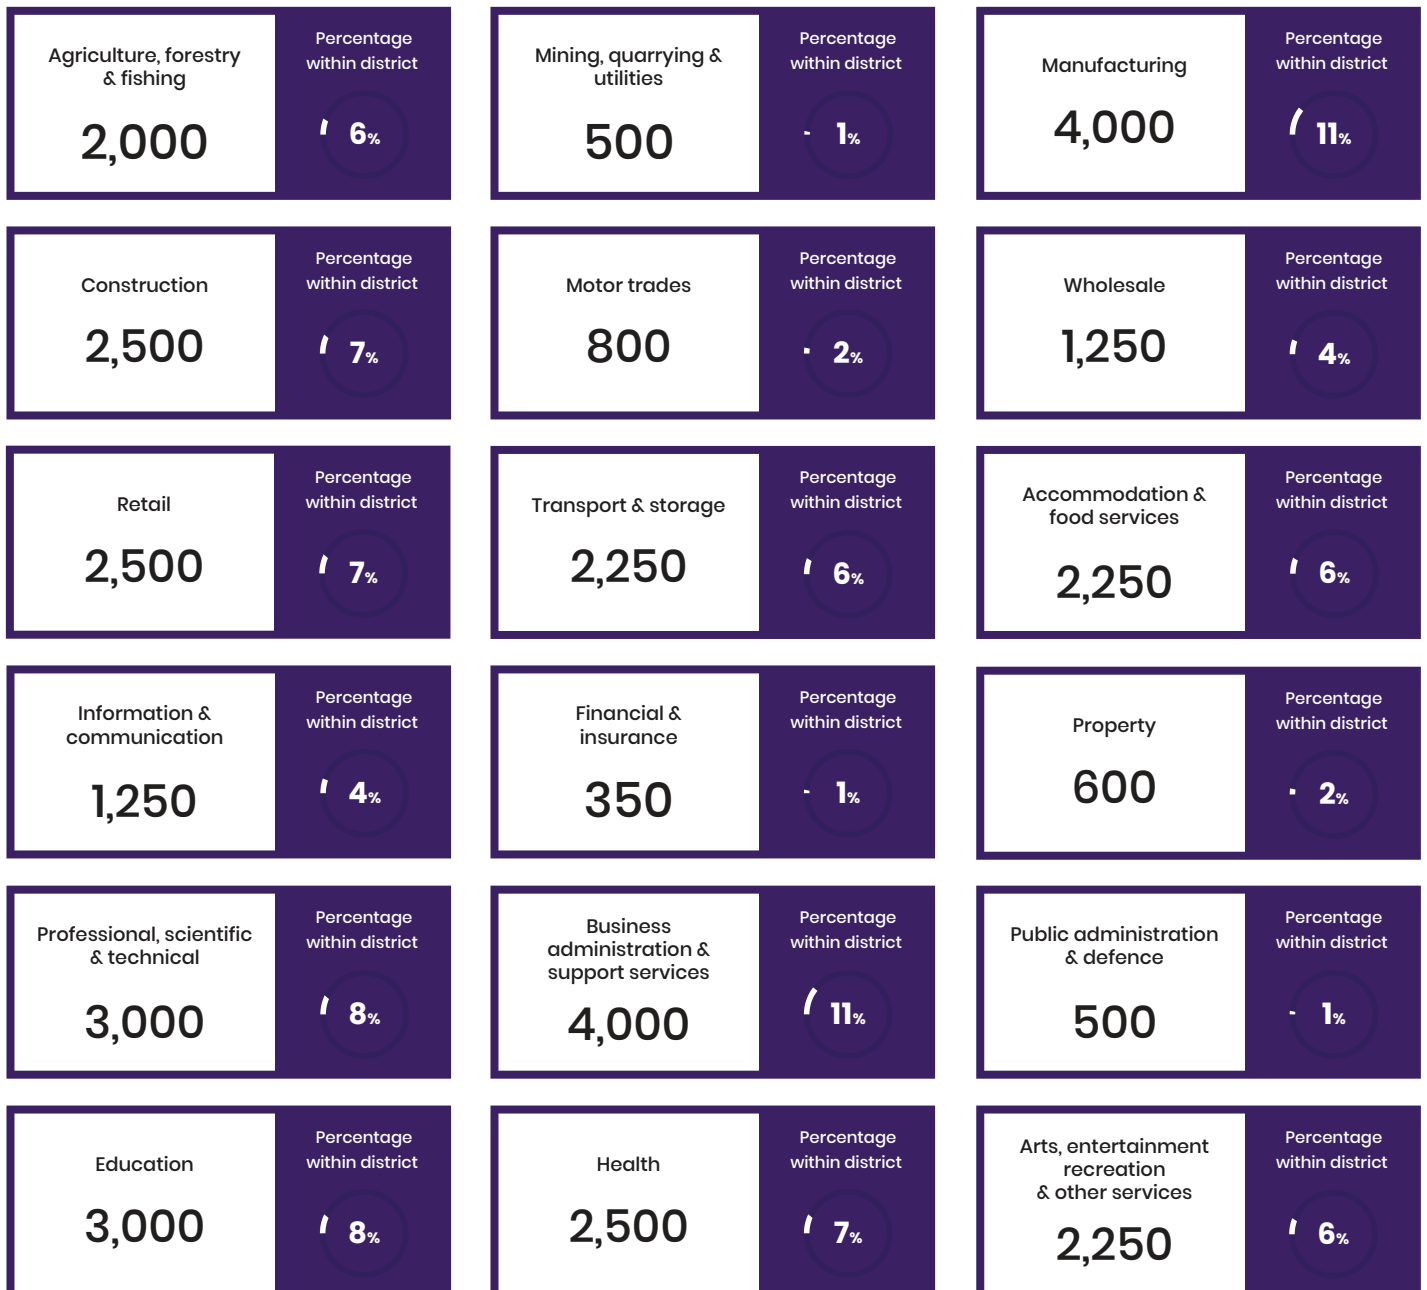 Agriculture, forestry
& fishing
2,000
Percentage
within district
6%
Mining, quarrying &
utilities
500
Percentage
within district
1%
Manufacturing
4,000
Percentage
within district
11%
Construction
2,500
Percentage
within district
7%
Motor trades
800
Percentage
within district
2%
Wholesale
1,250
Percentage
within district
4%
Retail
2,500
Percentage
within district
7%
Transport & storage
2,250
Percentage
within district
6%
Accommodation &
food services
2,250
Percentage
within district
6%
Information &
communication
1,250
Percentage
within district
4%
Financial &
insurance
350
Percentage
within district
1%
Property
600
Percentage
within district
2%
Professional, scientific
& technical
3,000
Percentage
within district
8%
Business
administration &
support services
4,000
Percentage
within district
11%
Public administration
& defence
500
Percentage
within district
1%
Education
3,000
Percentage
within district
8%
Health
2,500
Percentage
within district
7%
Arts, entertainment
recreation
& other services
2,250
Percentage
within district
6%